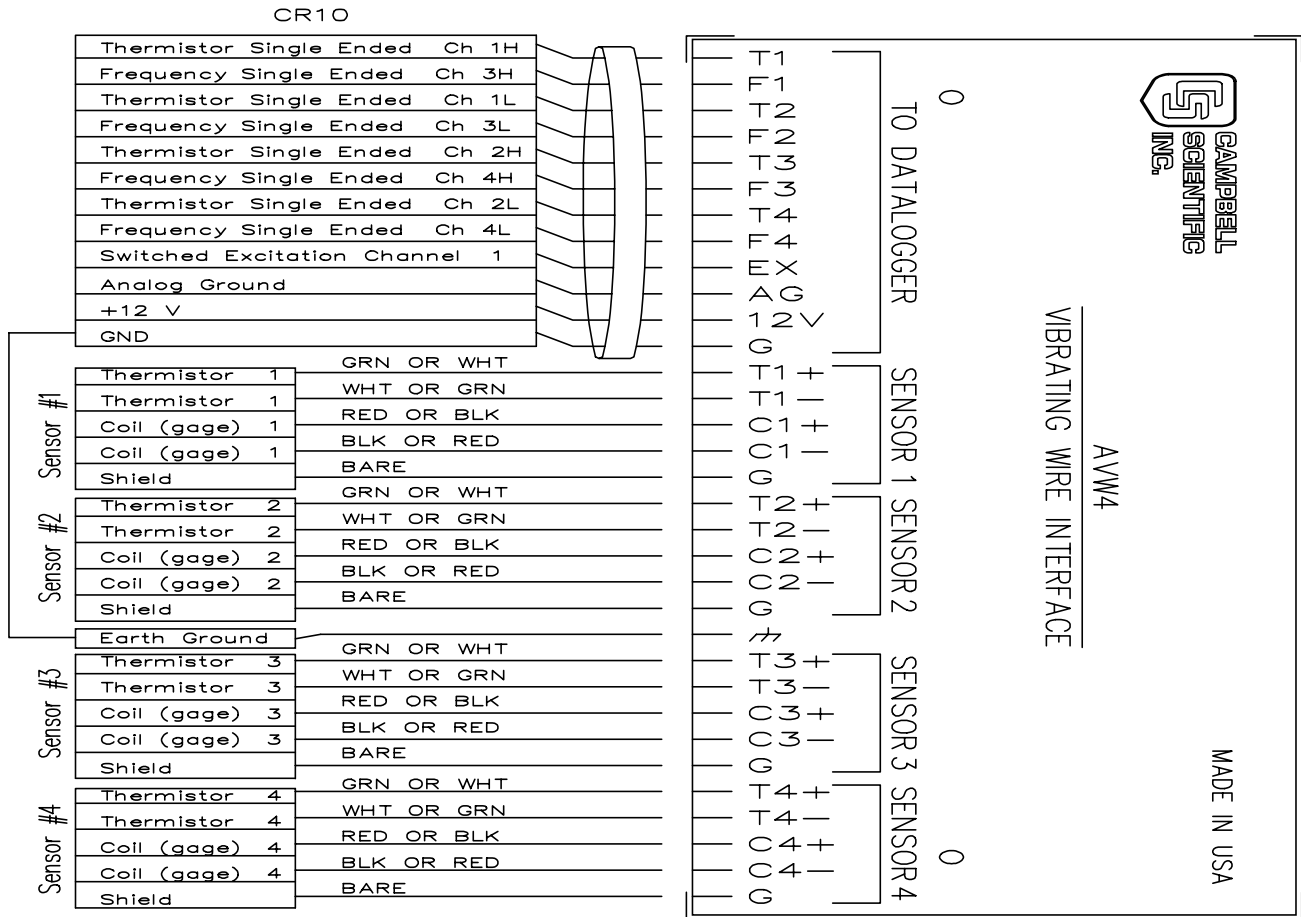 CR10
Thermistor Single Ended Ch 1H
Frequency Single Ended Ch 3H
Thermistor Single Ended Ch 1L
Frequency Single Ended Ch 3L
Thermistor Single Ended Ch 2H
Frequency Single Ended Ch 4H
Thermistor Single Ended Ch 2L
Frequency Single Ended Ch 4L
Switched Excitation Channel 1
Analog Ground
+12 V
GND
Sensor #1
Thermistor 1
Thermistor 1
Coil (gage) 1
Coil (gage) 1
Shield
GRN OR WHT
WHT OR GRN
RED OR BLK
BLK OR RED
BARE
Sensor #2
Thermistor 2
Thermistor 2
Coil (gage) 2
Coil (gage) 2
Shield
GRN OR WHT
WHT OR GRN
RED OR BLK
BLK OR RED
BARE
Earth Ground
Sensor #3
Thermistor 3
Thermistor 3
Coil (gage) 3
Coil (gage) 3
Shield
GRN OR WHT
WHT OR GRN
RED OR BLK
BLK OR RED
BARE
Sensor #4
Thermistor 4
Thermistor 4
Coil (gage) 4
Coil (gage) 4
Shield
GRN OR WHT
WHT OR GRN
RED OR BLK
BLK OR RED
BARE
T1
F1
T2
F2
T3
F3
T4
F4
EX
AG
12V
G
TO DATALOGGER
T1+
T1−
C1+
C1−
G
SENSOR 1
T2+
T2−
C2+
C2−
G
SENSOR2
T3+
T3−
C3+
C3−
G
SENSOR3
T4+
T4−
C4+
C4−
G
SENSOR4
CAMPBELL
SCIENTIFIC
INC.
AVW4
VIBRATING WIRE INTERFACE
MADE IN USA